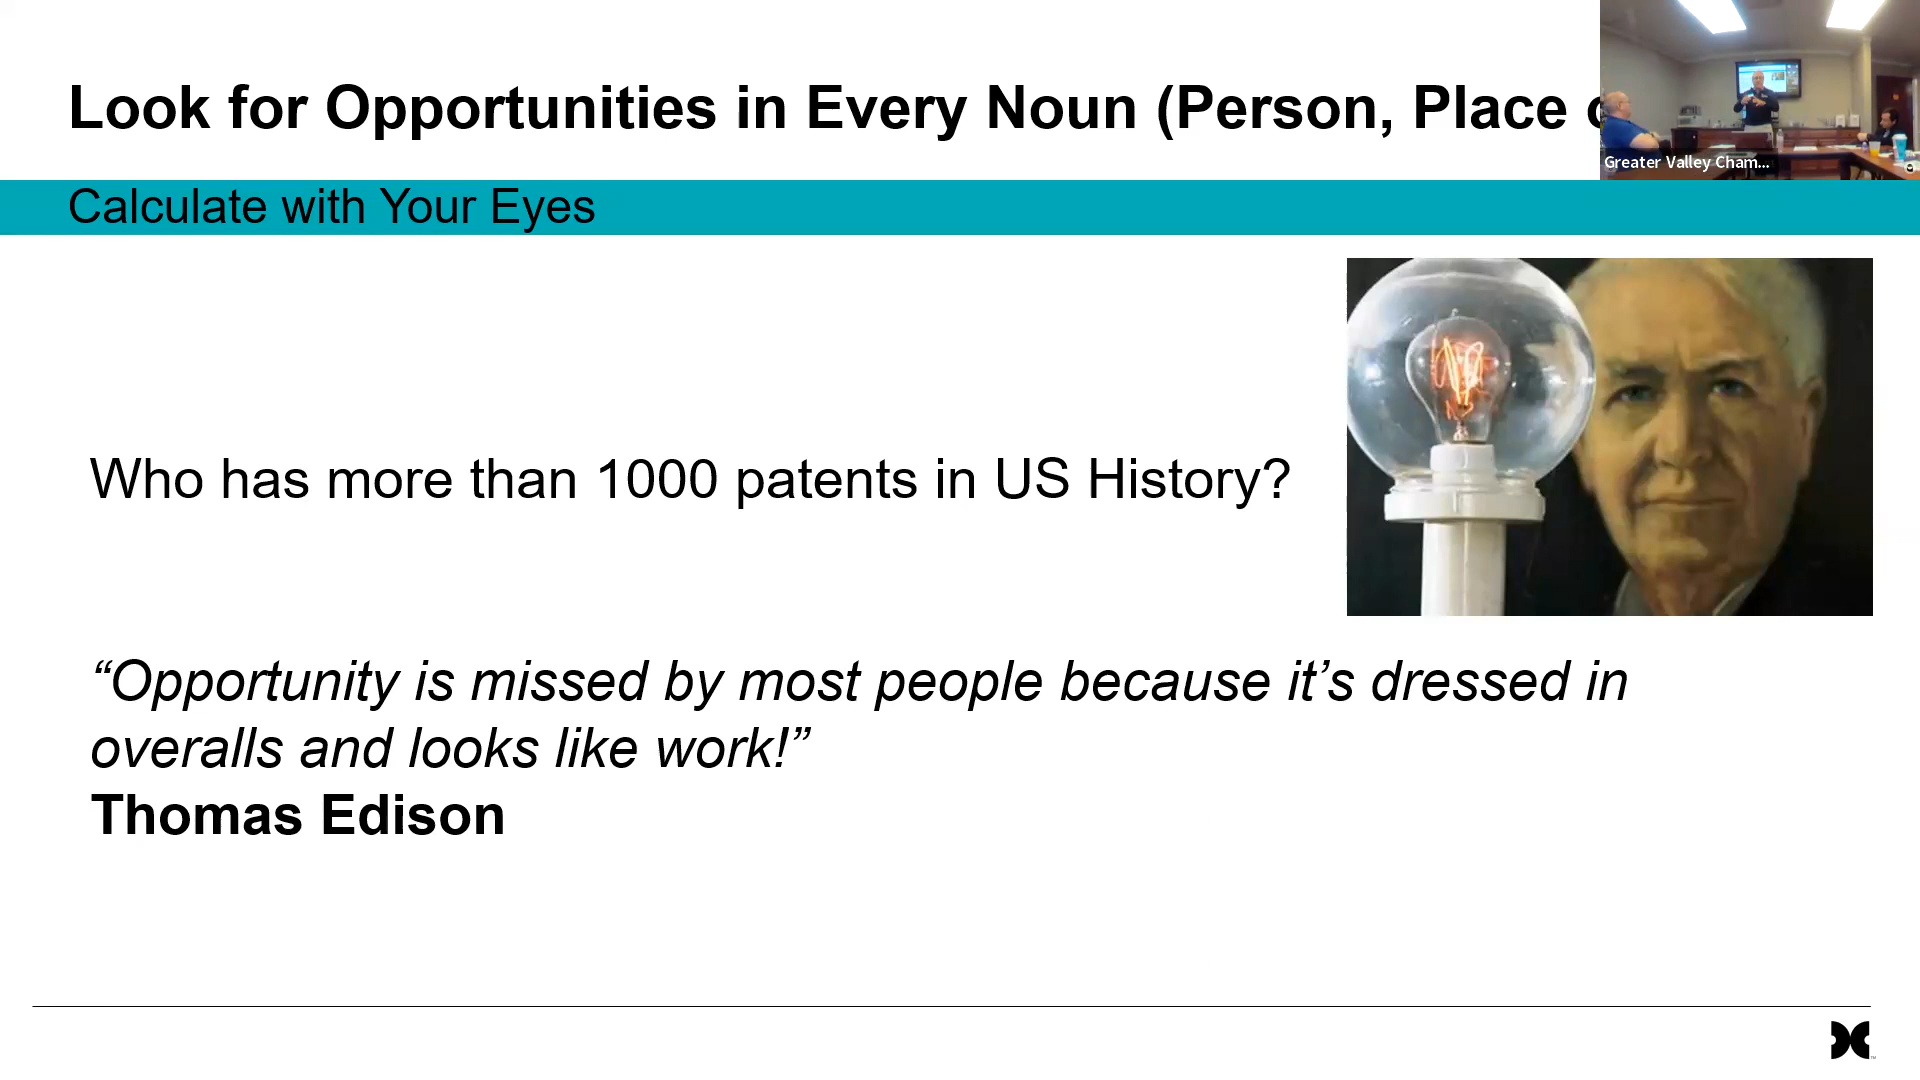 Look for Opportunities in Every Noun (Person, Place
Greater Valley Cham...
Calculate with Your Eyes
Who has more than 1000 patents in US History?
“Opportunity is missed by most people because it’s dressed in
overalls and looks like work!”
Thomas Edison